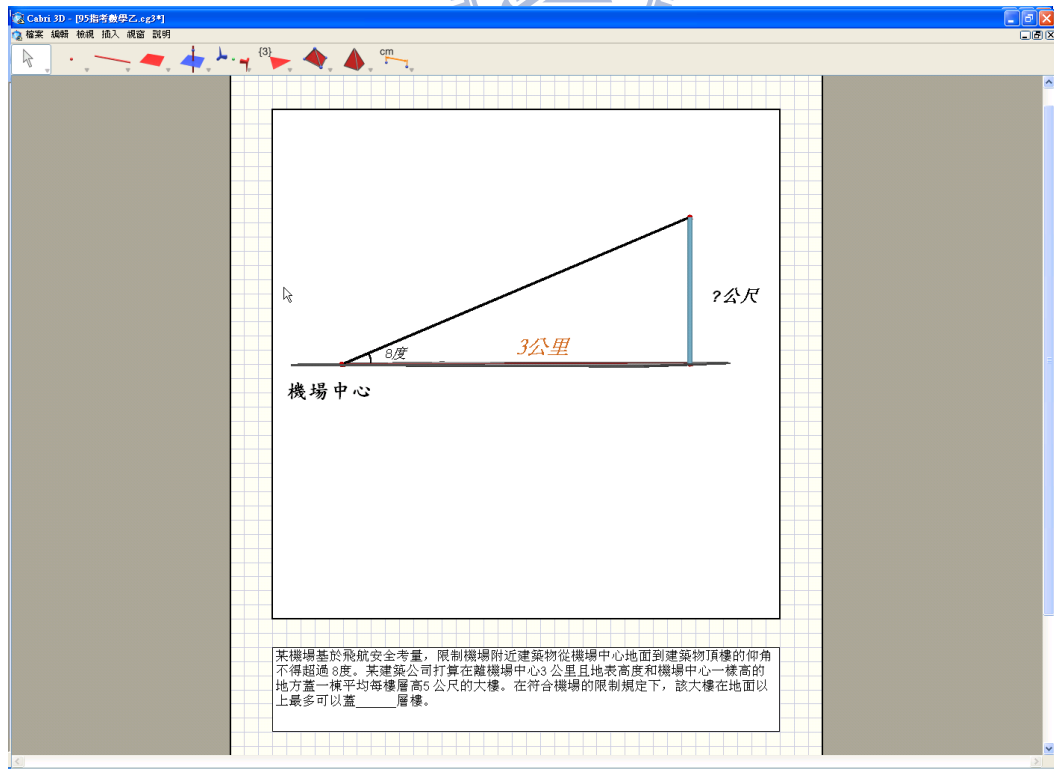 Cabri 3D - [95指考數學乙.cg3*]
檔案 編輯 檢視 插入 視窗 說明
{3}
cm
?公尺
3公里
8度
機場中心
某機場基於飛航安全考量，限制機場附近建築物從機場中心地面到建築物頂樓的仰角
不得超過 8度。某建築公司打算在離機場中心3 公里且地表高度和機場中心一樣高的
地方蓋一棟平均每樓層高5 公尺的大樓。在符合機場的限制規定下，該大樓在地面以
上最多可以蓋______層樓。